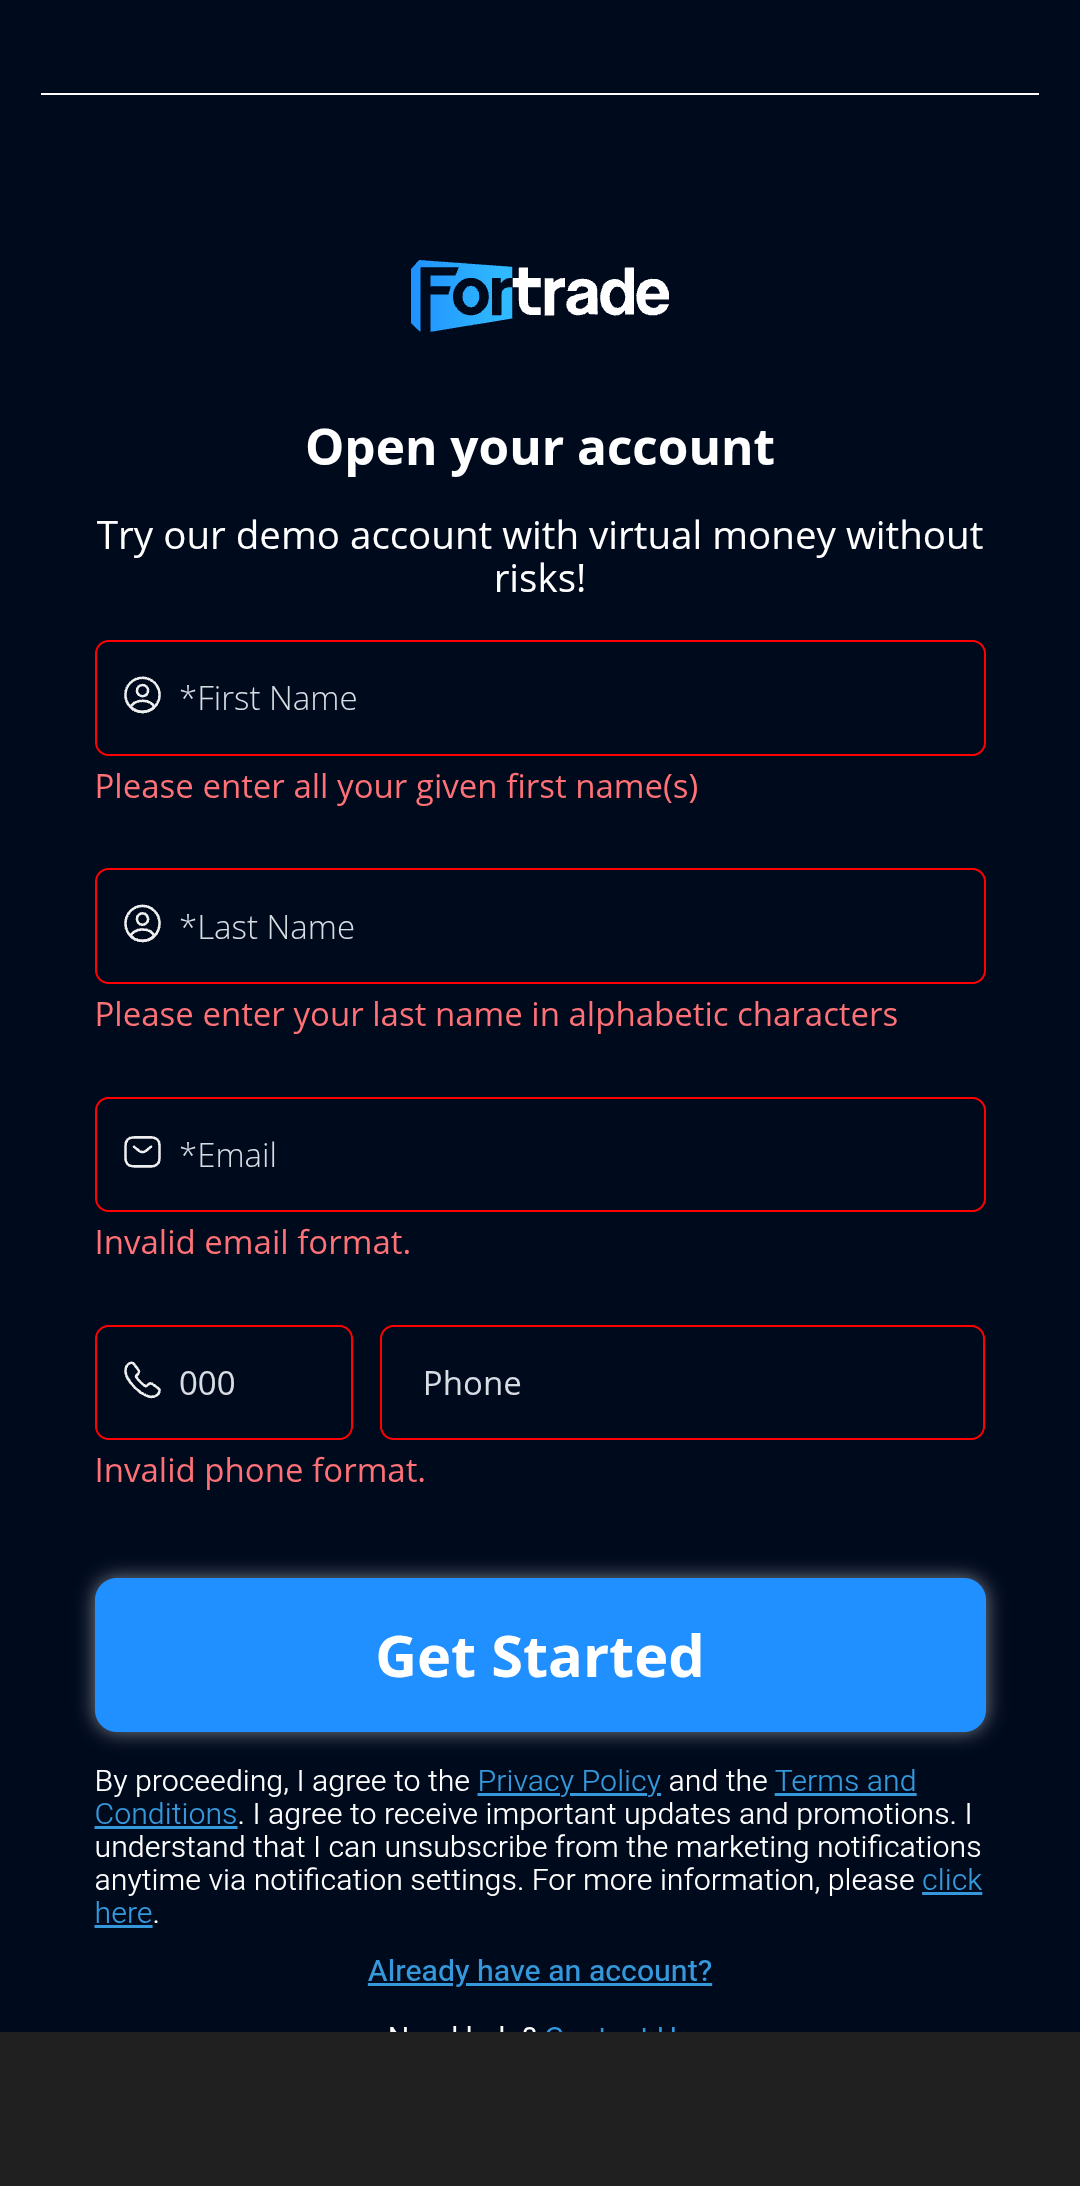 Fortrade
Open your account
Try our demo account with virtual money without
risks!
*First Name
Please enter all your given first name(s)
*Last Name
Please enter your last name in alphabetic characters
*Email
Invalid email format.
000 Phone
Invalid phone format.
Get Started
By proceeding, I agree to the Privacy Policy and the Terms and
Conditions. I agree to receive important updates and promotions. I
understand that I can unsubscribe from the marketing notifications
anytime via notification settings. For more information, please click
here.
Already have an account?